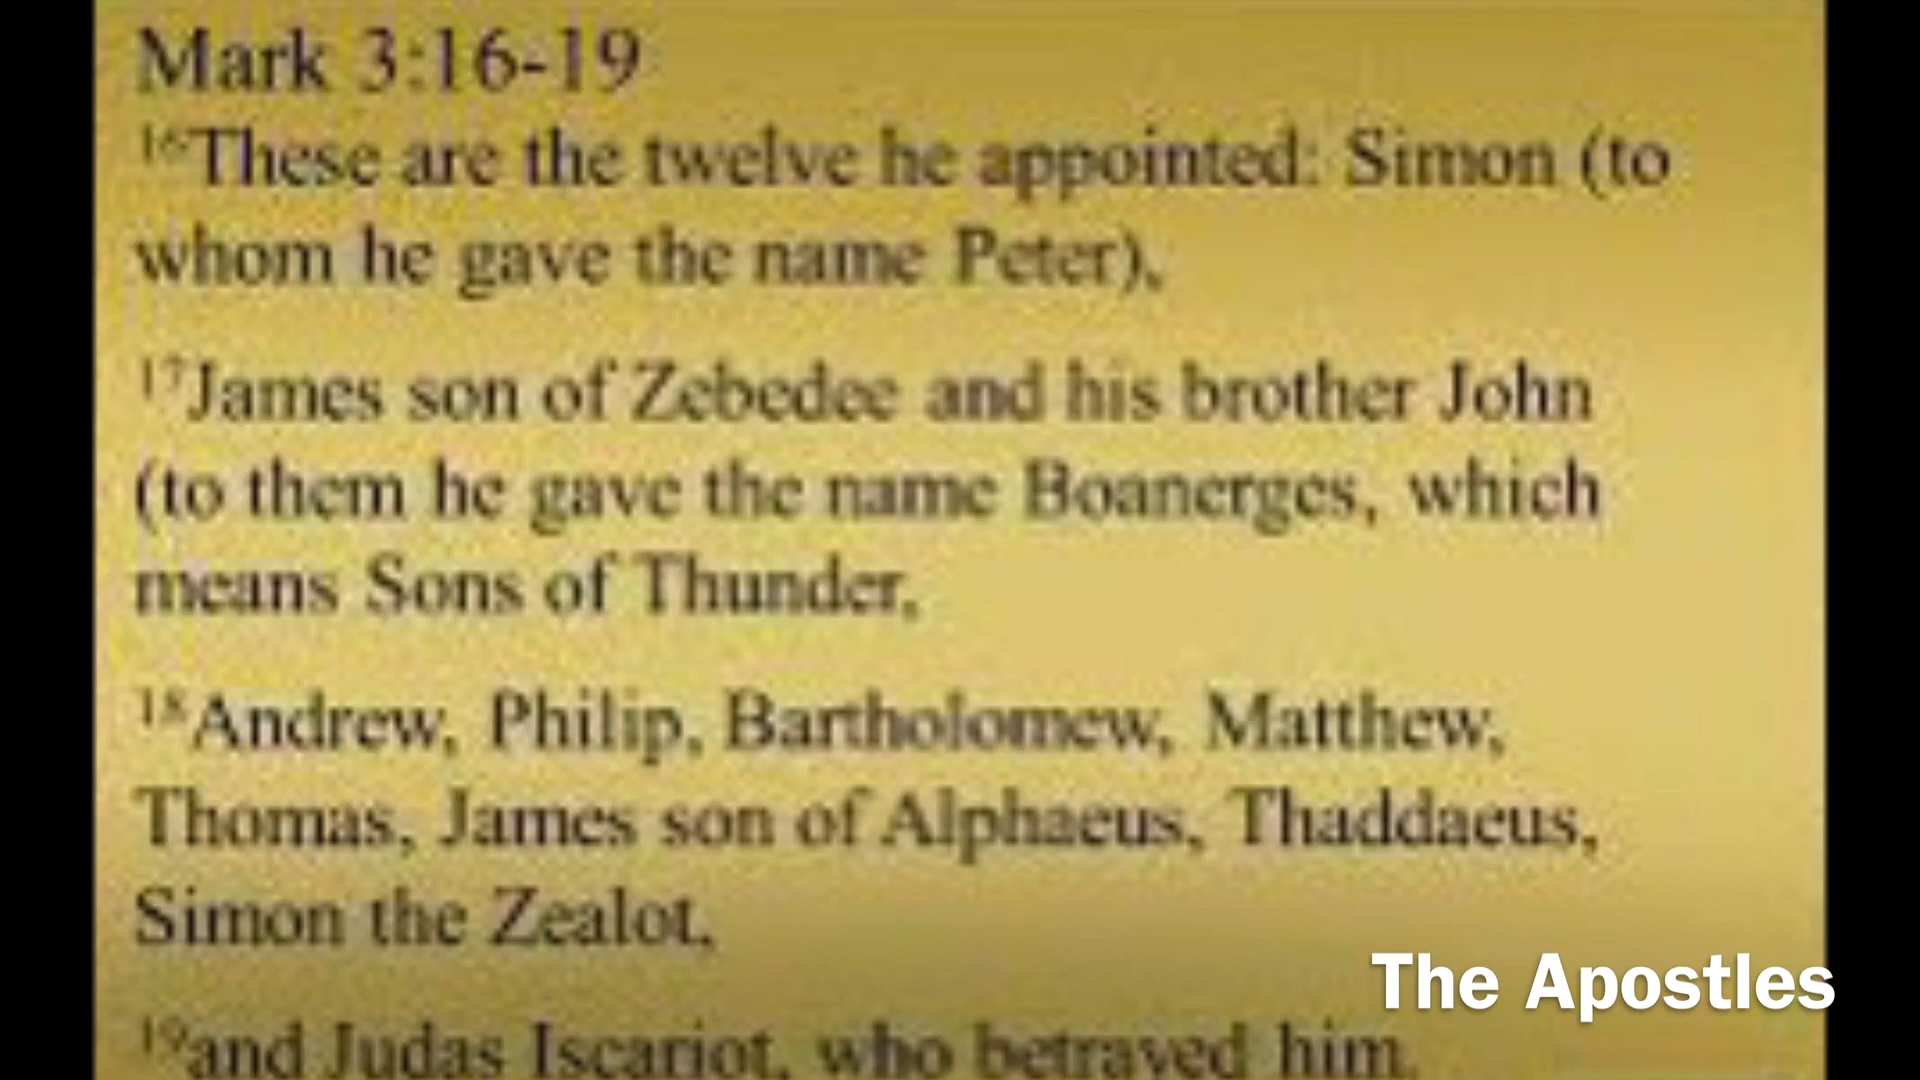 Mark 3:16-19
16These are the twelve he appointed: Simon (to
whom he gave the name Peter),
17James son of Zebedee and his brother John
(to them he gave the name Boanerges, which
means Sons of Thunder,
18Andrew, Philip, Bartholomew, Matthew,
Thomas, James son of Alphaeus, Thaddaeus,
Simon the Zealot,
The Apostles
19and Judas Iscariot, who betrayed him.